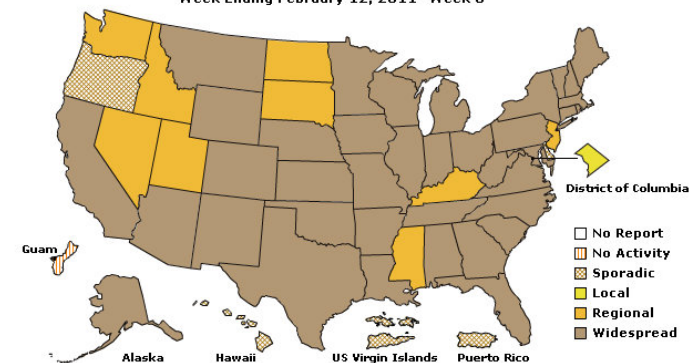 Week Ending February 12, 2011- Week 6
District of Columbia
No Report
No Activity
Sporadic
Local
Regional
Widespread
Guam
Alaska
Hawaii
US Virgin Islands
Puerto Rico